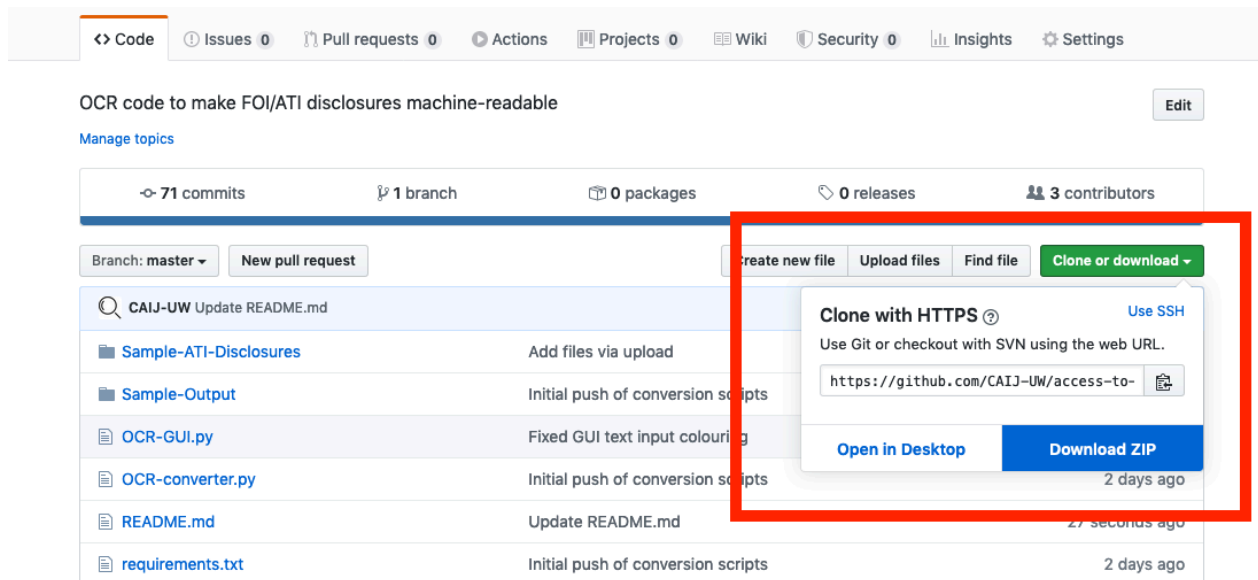 <> Code Issues 0 Pull requests 0 Actions Projects 0 Wiki Security 0 Insights Settings
OCR code to make FOI/ATI disclosures machine-readable Edit
Manage topics
71 commits 1 branch 0 packages 0 releases 3 contributors
Branch: master New pull request Create new file Upload files Find file Clone or download
CAIJ-UW Update README.md
Clone with HTTPS ? Use SSH
Use Git or checkout with SVN using the web URL.
https://github.com/CAIJ-UW/access-to-
Open in Desktop Download ZIP
Sample-ATI-Disclosures Add files via upload
Sample-Output Initial push of conversion scripts
OCR-GUI.py Fixed GUI text input colouring
OCR-converter.py Initial push of conversion scripts 2 days ago
README.md Update README.md 27 seconds ago
requirements.txt Initial push of conversion scripts 2 days ago